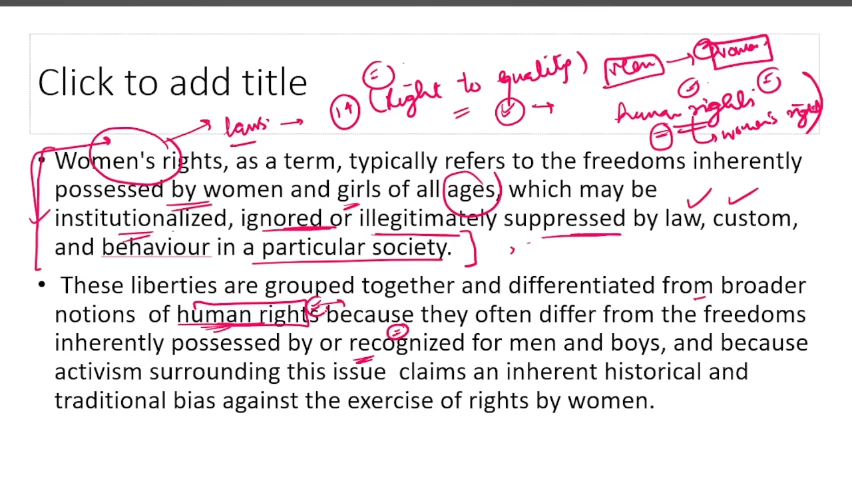 Click to add title
14 (Right to equality)
men → women
human rights
women's right
laws →
• Women's rights, as a term, typically refers to the freedoms inherently
possessed by women and girls of all ages, which may be
institutionalized, ignored or illegitimately suppressed by law, custom,
and behaviour in a particular society.
• These liberties are grouped together and differentiated from broader
notions of human rights because they often differ from the freedoms
inherently possessed by or recognized for men and boys, and because
activism surrounding this issue claims an inherent historical and
traditional bias against the exercise of rights by women.